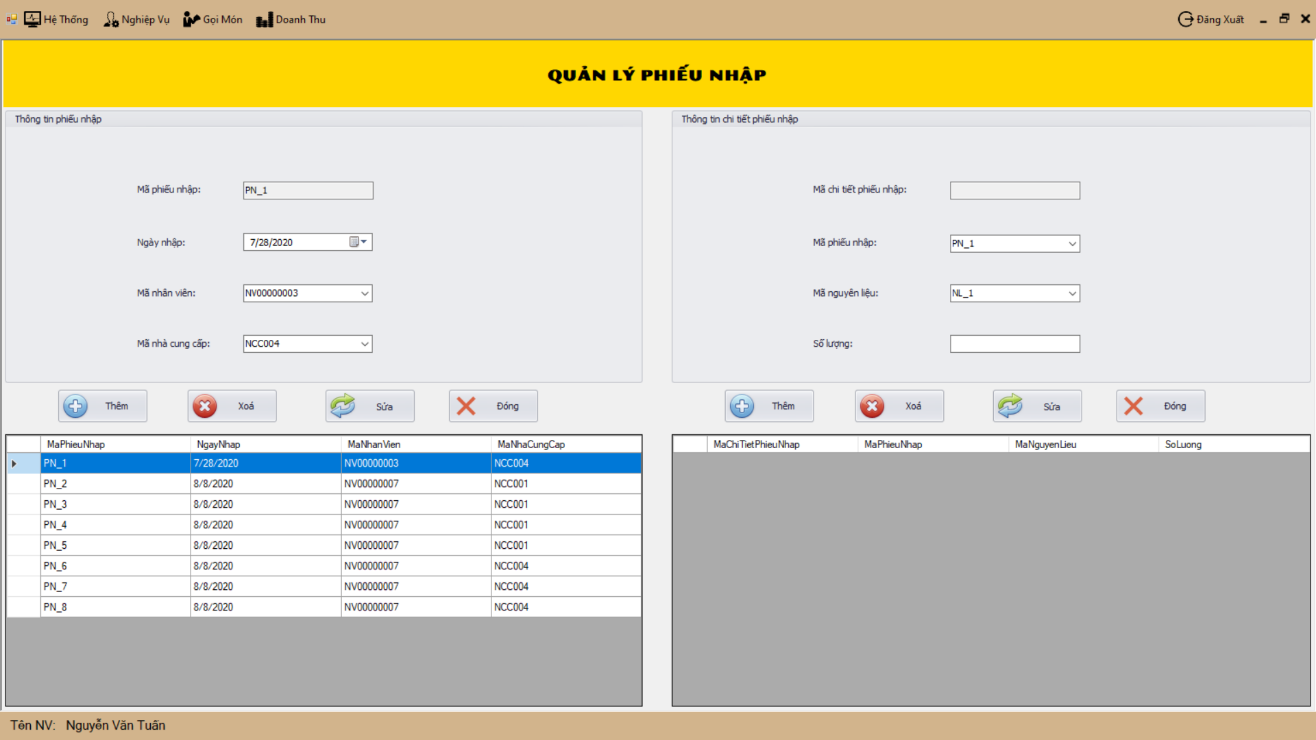 Hệ Thống Nghiệp Vụ Gọi Món Doanh Thu Đăng Xuất
QUẢN LÝ PHIẾU NHẬP
Thông tin phiếu nhập
Mã phiếu nhập: PN_1
Ngày nhập: 7/28/2020
Mã nhân viên: NV00000003
Mã nhà cung cấp: NCC004
Thêm Xoá Sửa Đóng
MaPhieuNhap NgayNhap MaNhanVien MaNhaCungCap
PN_1 7/28/2020 NV00000003 NCC004
PN_2 8/8/2020 NV00000007 NCC001
PN_3 8/8/2020 NV00000007 NCC001
PN_4 8/8/2020 NV00000007 NCC001
PN_5 8/8/2020 NV00000007 NCC001
PN_6 8/8/2020 NV00000007 NCC004
PN_7 8/8/2020 NV00000007 NCC004
PN_8 8/8/2020 NV00000007 NCC004
Thông tin chi tiết phiếu nhập
Mã chi tiết phiếu nhập:
Mã phiếu nhập: PN_1
Mã nguyên liệu: NL_1
Số lượng:
Thêm Xoá Sửa Đóng
MaChiTietPhieuNhap MaPhieuNhap MaNguyenLieu SoLuong
Tên NV: Nguyễn Văn Tuấn